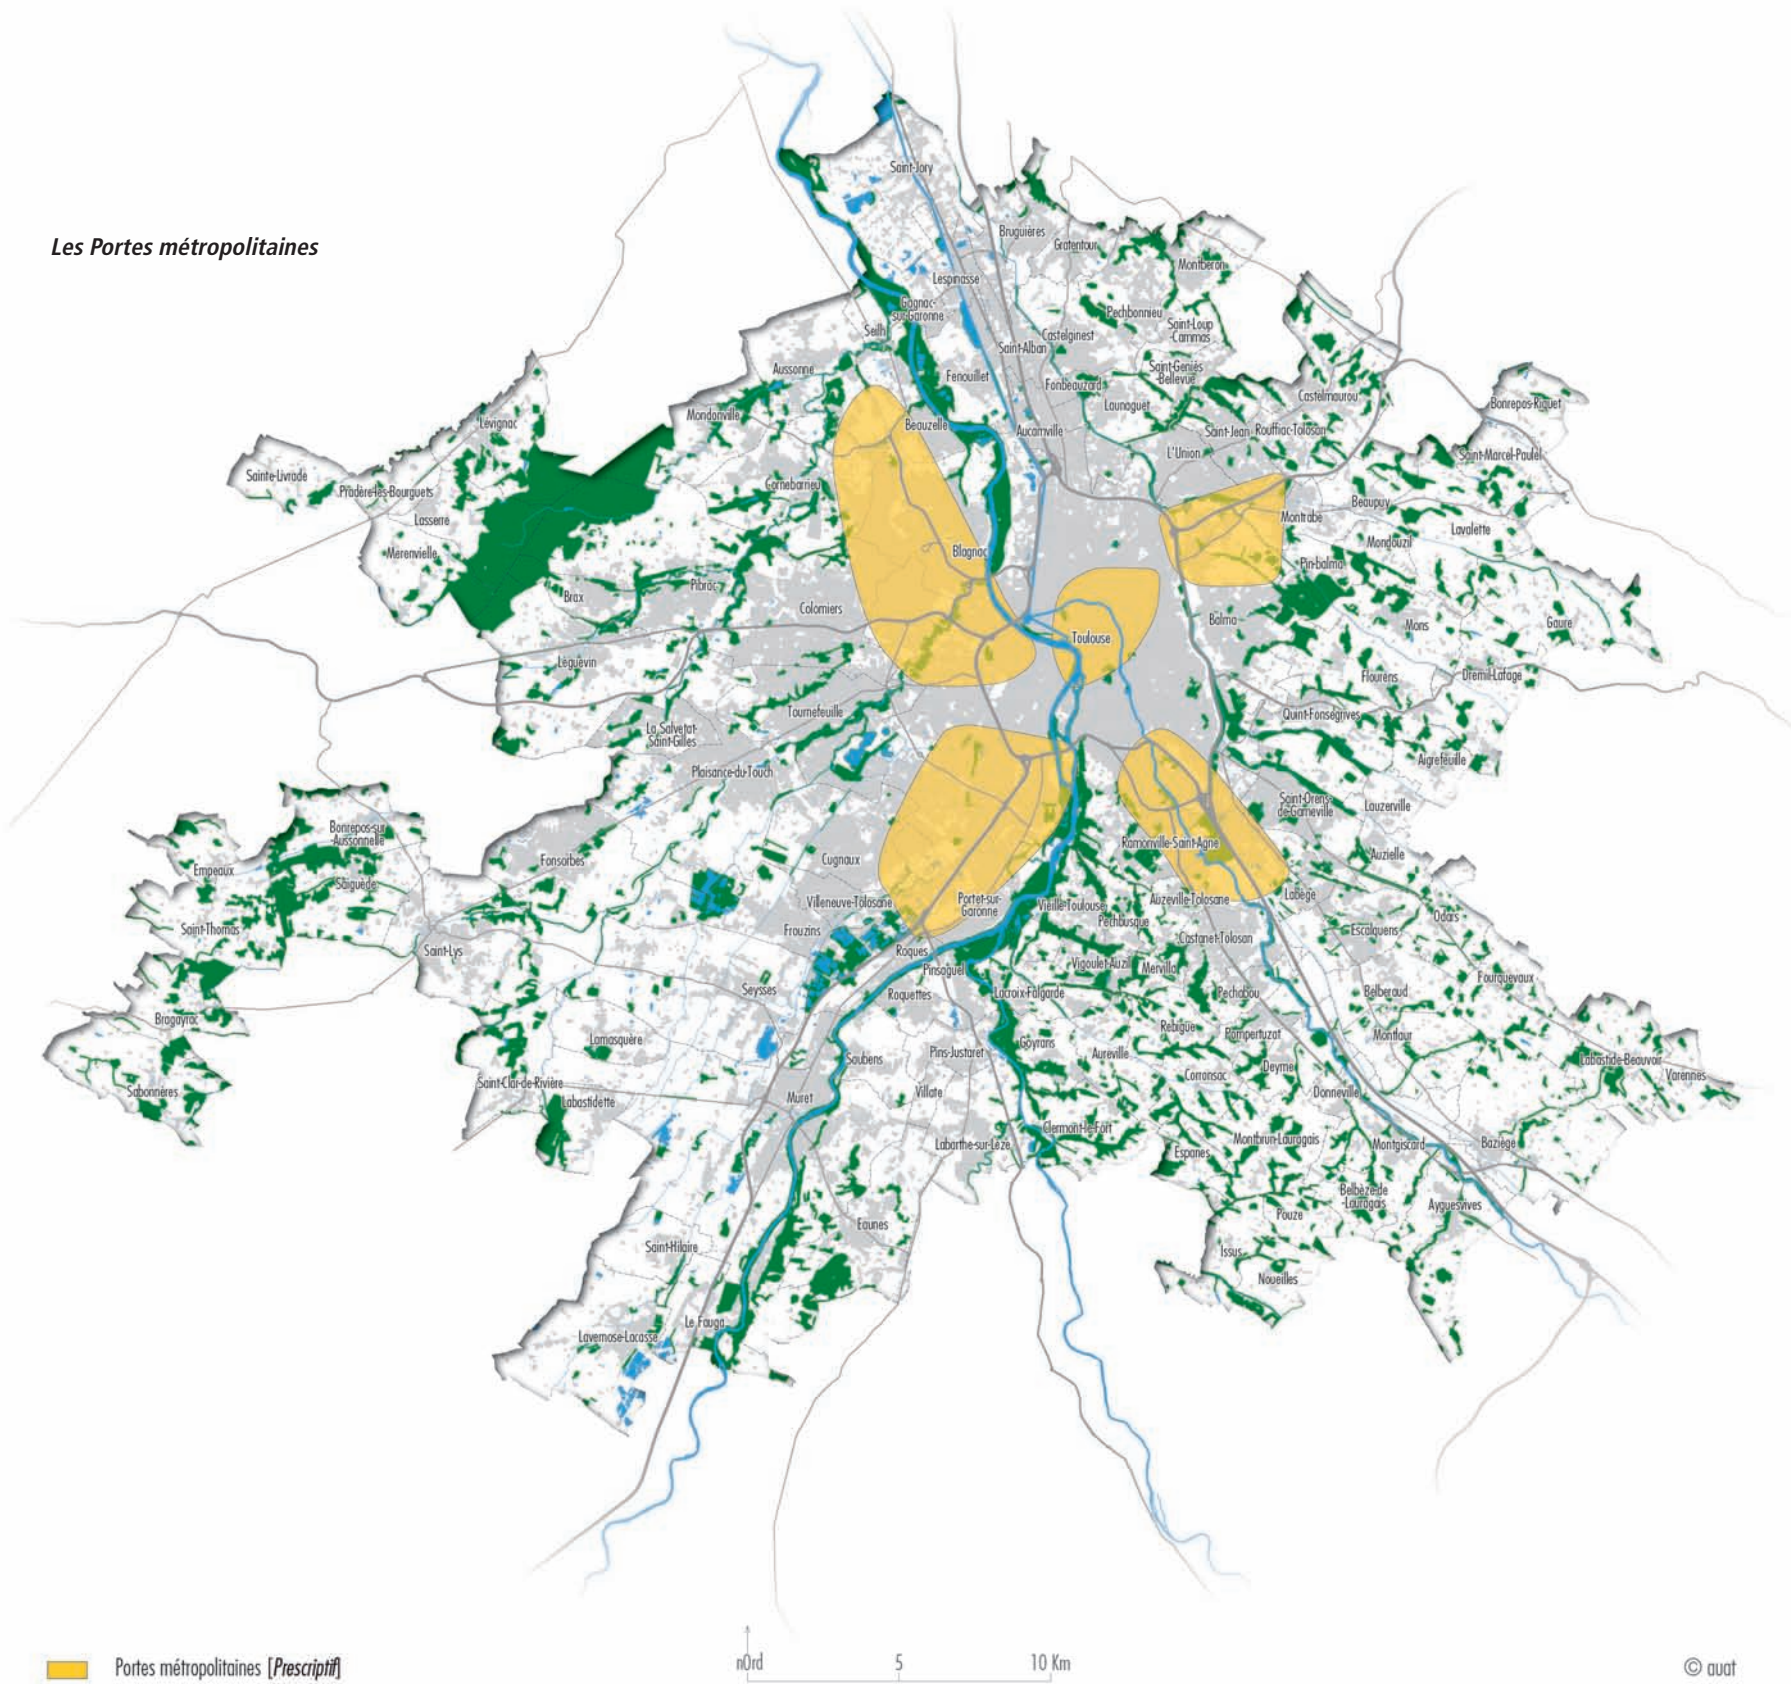 Les Portes métropolitaines
Saint-Jory
Bruguières
Gratentour
Montberon
Lespinasse
Gagnac-
sur-Garonne
Pechbonnieu
Saint-Loup
-Cammas
Seilh
Castelginest
Saint-Alban
Aussonne
Fenouillet
Saint-Geniès
-Bellevue
Fonbeauzard
Castelmaurou
Bonrepos-Riquet
Launaguet
Mondonville
Lévignac
Beauzelle
Aucamville
Saint-Jean
Rouffiac-Tolosan
L'Union
Saint-Marcel-Paulel
Sainte-Livrade
Pradère-les-Bourguets
Cornebarrieu
Beaupuy
Montrabe
Lasserre
Lavalette
Mondouzil
Merenvielle
Blagnac
Pin-balma
Pibrac
Brax
Colomiers
Balma
Mons
Gaure
Toulouse
Léguevin
Flourens
Drémil-Lafage
Tournefeuille
Quint-Fonsegrives
La Salvetat-
Saint-Gilles
Aigrefeuille
Plaisance-du-Touch
Saint-Orens-
de-Gameville
Lauzerville
Bonrepos-sur
-Aussonnelle
Ramonville-Saint-Agne
Auzielle
Fonsorbes
Cugnaux
Empeaux
Saiguède
Labège
Villeneuve-Tolosane
Portet-sur-
Garonne
Vieille-Toulouse
Auzeville-Tolosane
Odars
Pechbusque
Saint-Thomas
Frouzins
Escalquens
Castanet-Tolosan
Saint-Lys
Roques
Pinsaguel
Vigoulet-Auzil
Mervilla
Fourquevaux
Seysses
Roquettes
Lacroix-Falgarde
Pechabou
Belberaud
Bragayrac
Rebigue
Pompertuzat
Montlaur
Lamasquère
Goyrans
Aureville
Saubens
Pins-Justaret
Labastide-Beauvoir
Deyme
Varennes
Corronsac
Saint-Clar-de-Rivière
Sabonnères
Labastidette
Muret
Villate
Donneville
Clermont-le-Fort
Labarthe-sur-Lèze
Montbrun-Lauragais
Montgiscard
Baziège
Espanes
Belbèze-de
-Lauragais
Ayguesvives
Pouze
Eaunes
Saint-Hilaire
Issus
Noueilles
Le Fauga
Lavernose-Lacasse
Portes métropolitaines [Prescriptif]
nOrd 5 10 Km
© auat